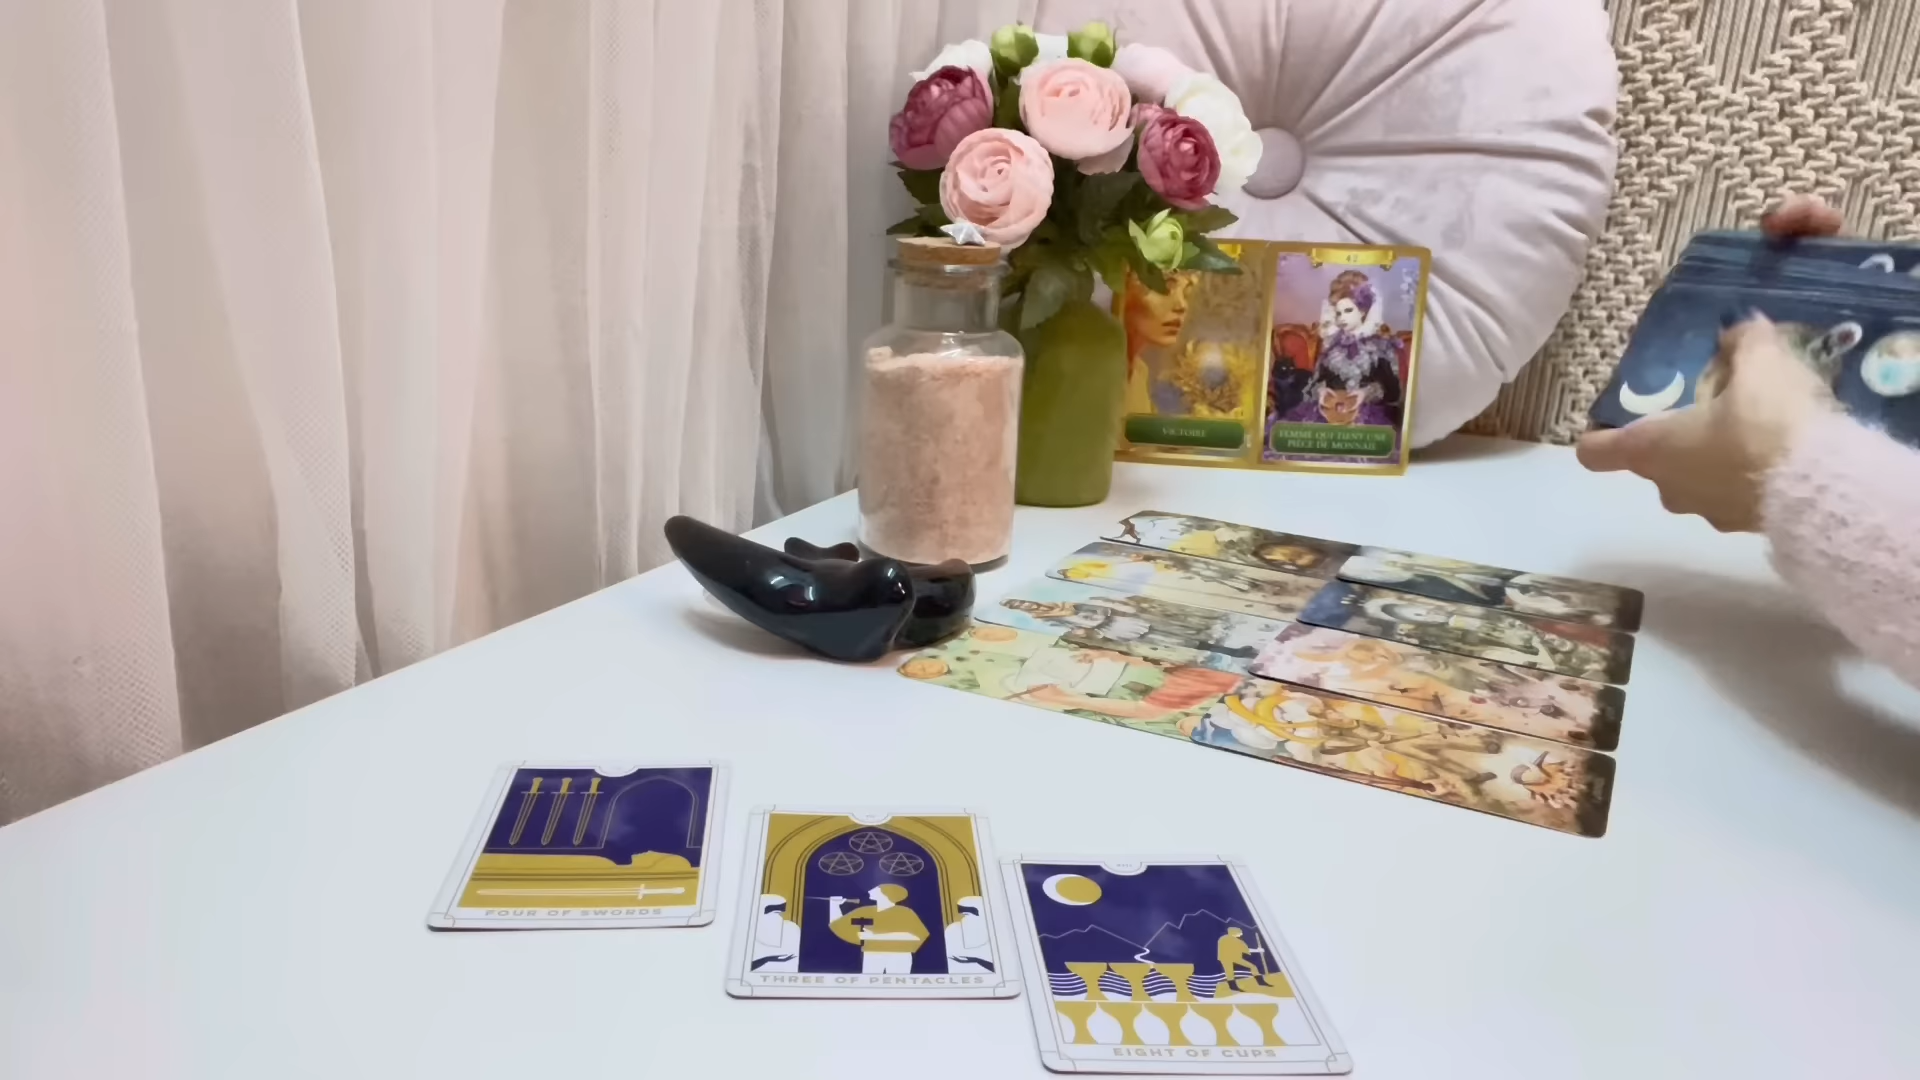 42
VICTOIRE
FEMME QUI TIENT UNE
PIÈCE DE MONNAIE
FOUR OF SWORDS
THREE OF PENTACLES
EIGHT OF CUPS